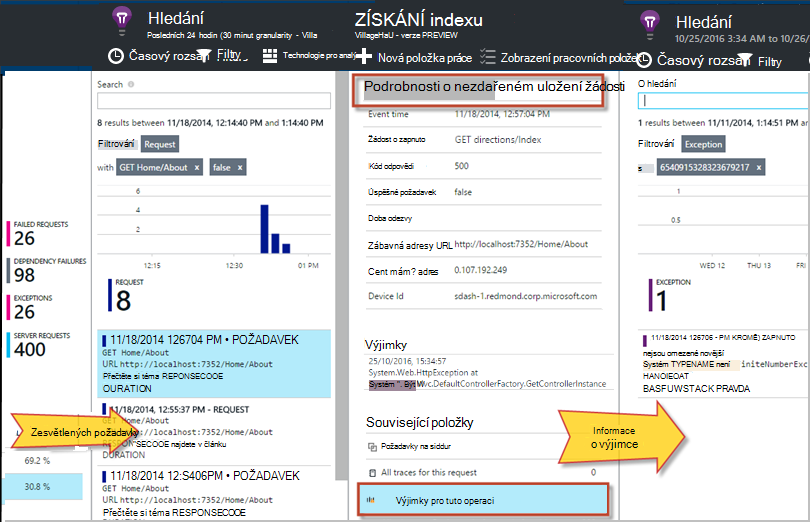 Hledání
Posledních 24 hodin (30 minut granularity - Villa
Časový rozsah
Filtry
Technologie pro analý
ZÍSKÁNÍ indexu
VillageHaU - verze PREVIEW
Nová položka práce
Zobrazení pracovních položek
Hledání
10/25/2016 3:34 AM to 10/26/
Časový rozsah
Filtry
FAILED REQUESTS
26
DEPENDENCY FAILURES
98
EXCEPTIONS
26
SERVER REQUESTS
400
69.2 %
30.8 %
Zesvětlených požadavky
Search
8 results between 11/18/2014, 12:14:40 PM and 1:14:40 PM
Filtrování Request
with GET Home/About x false x
6
4
2
12:15 12:30 01 PM
REQUEST
8
11/18/2014 126704 PM • POŽADAVEK
GET Home/About
URL http://localhost:7352/Home/About
Přečtěte si téma REPONSECOOE
DURATION
11/18/2014, 12:55:37 PM - REQUEST
GET Home/About
URL http://localhost:7352/Home/About
RESPONSECOOE najdete v článku
DURATION
11/18/2014 12:S406PM • POŽADAVEK
GET Home/About
URL http://localhost:7352/Home/About
Přečtěte si téma RESPONSECODE
DURATION
Podrobnosti o nezdařeném uložení žádosti
Event time 11/18/2014, 12:57:04 PM
Žádost o zapnuto GET directions/Index
Kód odpovědi 500
Úspěšné požadavek false
Doba odezvy
Zábavná adresy URL http://localhost:7352/Home/About
Cent mám? adres 0.107.192.249
Device Id sdash-1.redmond.corp.microsoft.com
Výjimky
25/10/2016, 15:34:57
System.Web.HttpException at
Systém ". Být Wvc.DefaultControllerFactory.GetControllerInstance
Související položky
Požadavky na siddur
All traces for this request 0
Výjimky pro tuto operaci
Informace
o výjimce
O hledání
1 results between 11/11/2014, 1:14:51 PM
Filtrování Exception
s 6540915328323679217 x
1
0.5
WED 12 THU 13 FR
EXCEPTION
1
11/18/2014 126706 - PM KROMĚ) ZAPNUTO
nejsou omezené novější
Systém TYPENAME není initeNumberExc
HANOIEOAT
BASFUWSTACK PRAVDA